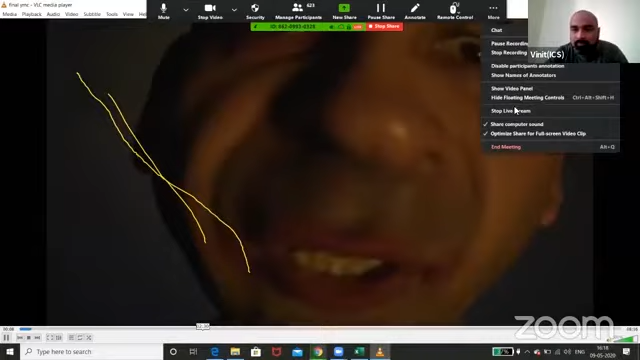 final ymc - VLC media player
Media Playback Audio Video Subtitle Tools View Help
Mute
Stop Video
Security
623
Manage Participants
New Share
Pause Share
Annotate
Remote Control
More
Stop Share
Chat
Pause Recording
Stop Recording
Disable participants annotation
Show Names of Annotators
Show Video Panel
Hide Floating Meeting Controls Ctrl+Alt+Shift+H
Stop Live Stream
Share computer sound
Optimize Share for Full-screen Video Clip
End Meeting Alt+Q
Vinit(ICS)
zoom
Type here to search
ENG
16:18
09-05-2020